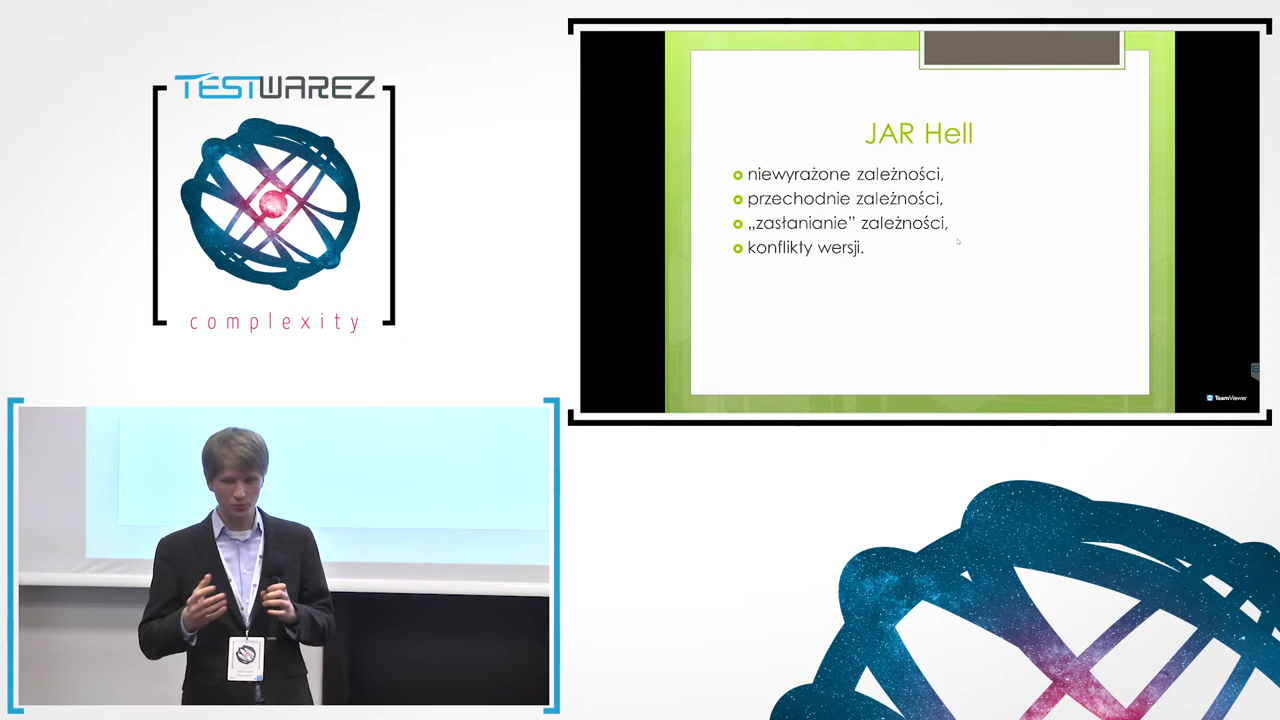 TESTWAREZ
complexity
JAR Hell
niewyrażone zależności,
przechodnie zależności,
„zasłanianie” zależności,
konflikty wersji.
TeamViewer